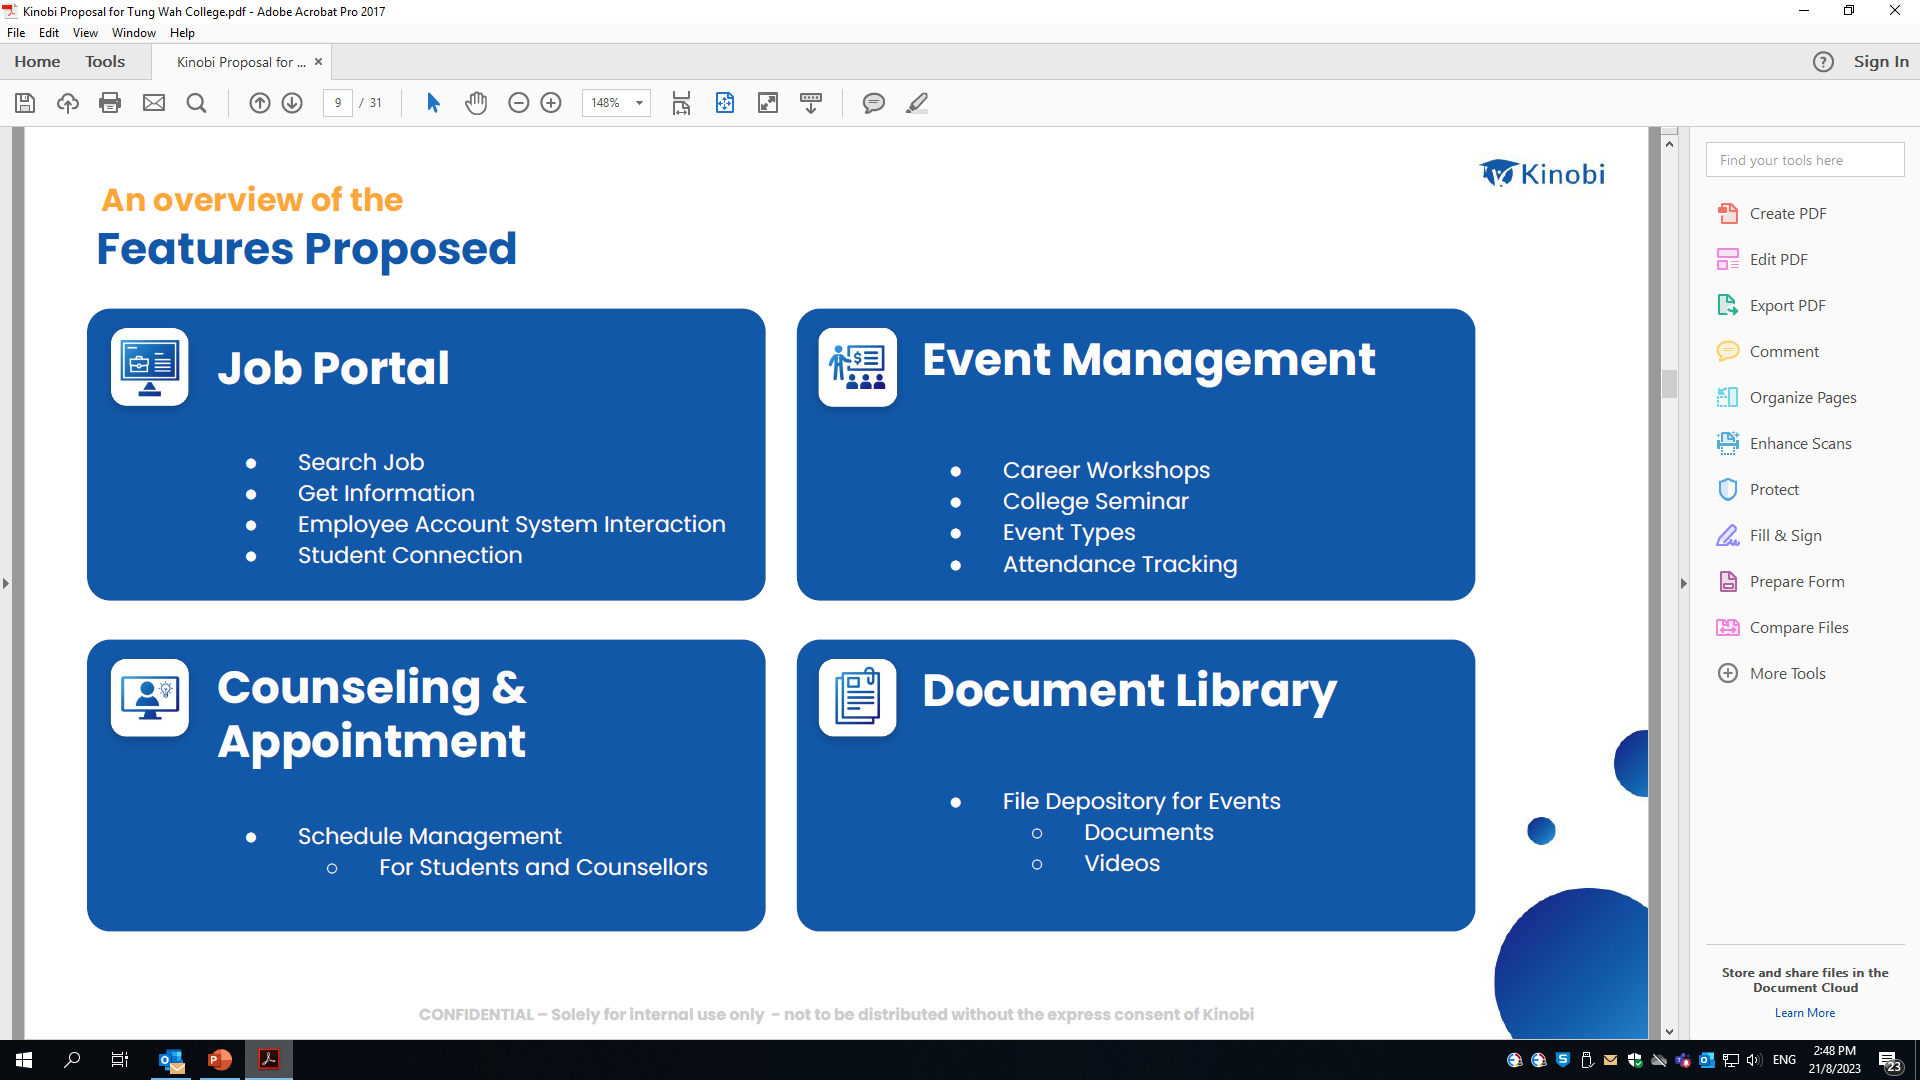 Kinobi Proposal for Tung Wah College.pdf - Adobe Acrobat Pro 2017
File Edit View Window Help
Home Tools Kinobi Proposal for ... × ? Sign In
9 / 31 148%
Find your tools here
Create PDF
Edit PDF
Export PDF
Comment
Organize Pages
Enhance Scans
Protect
Fill & Sign
Prepare Form
Compare Files
More Tools
Store and share files in the
Document Cloud
Learn More
Kinobi
An overview of the
Features Proposed
Job Portal
● Search Job
● Get Information
● Employee Account System Interaction
● Student Connection
Event Management
● Career Workshops
● College Seminar
● Event Types
● Attendance Tracking
Counseling &
Appointment
● Schedule Management
○ For Students and Counsellors
Document Library
● File Depository for Events
○ Documents
○ Videos
CONFIDENTIAL – Solely for internal use only - not to be distributed without the express consent of Kinobi
ENG
2:48 PM
21/8/2023
23